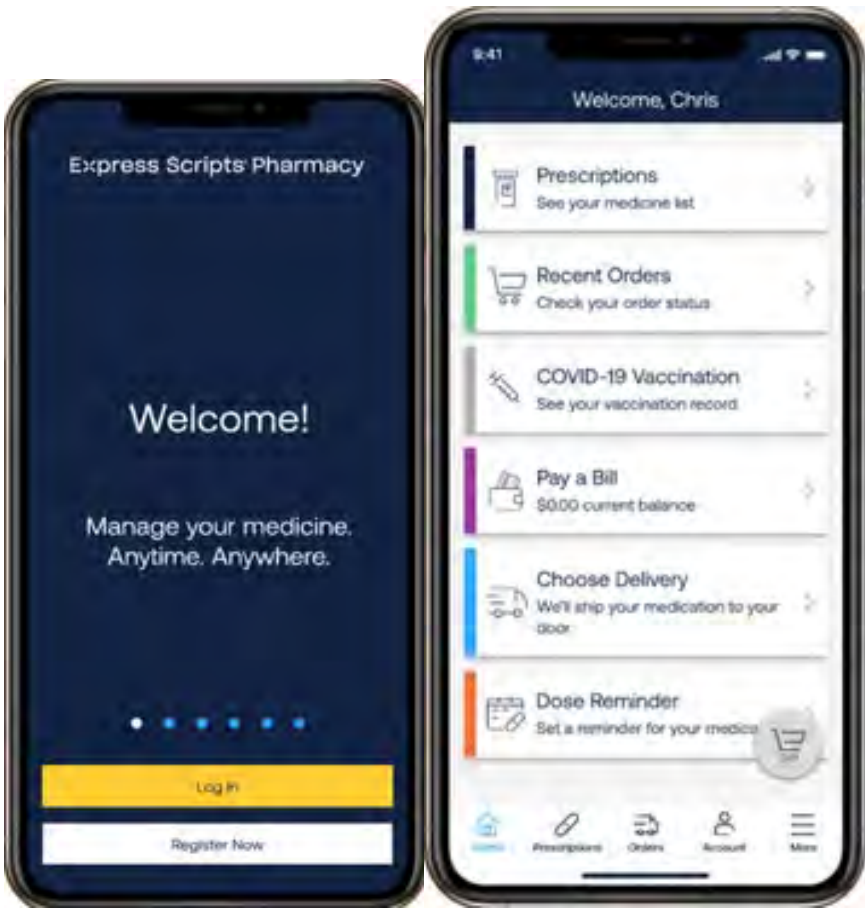 Express Scripts Pharmacy
Welcome!
Manage your medicine.
Anytime. Anywhere.
Log In
Register Now
9:41
Welcome, Chris
Prescriptions
See your medicine list
Recent Orders
Check your order status
COVID-19 Vaccination
See your vaccination record
Pay a Bill
$0.00 current balance
Choose Delivery
We'll ship your medication to your
door
Dose Reminder
Set a reminder for your medica
Home
Prescriptions
Orders
Account
More